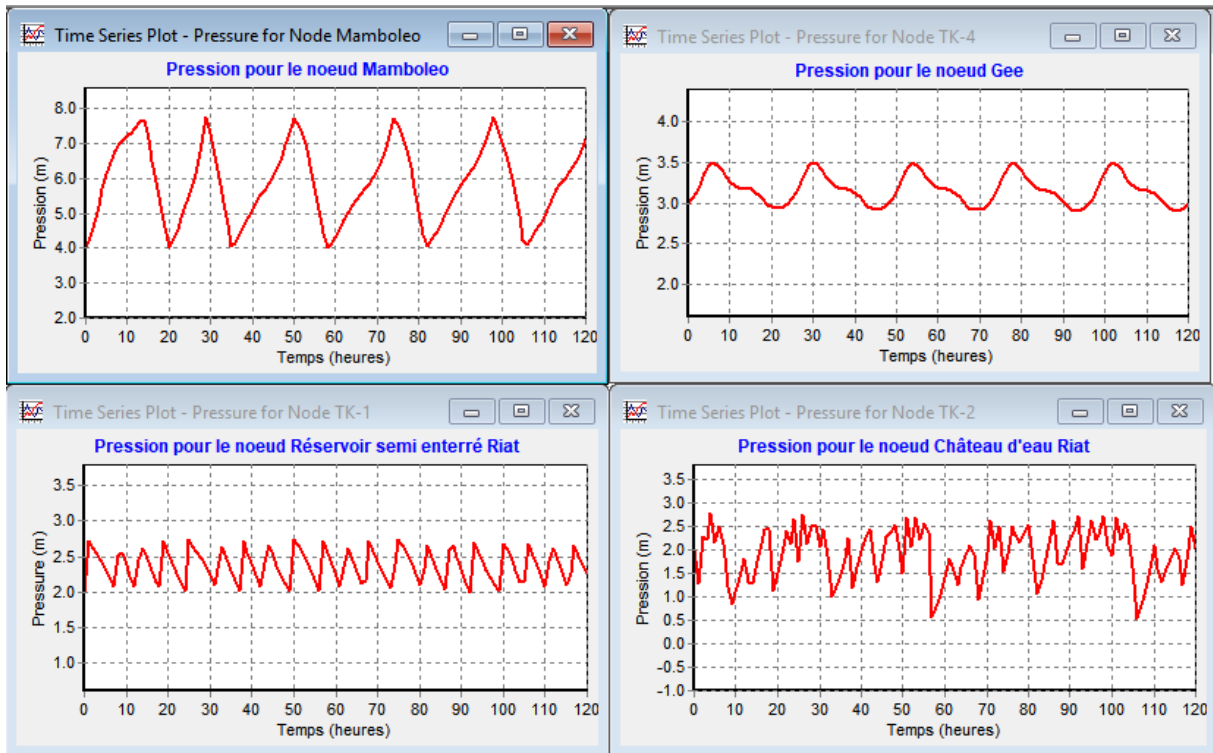 Time Series Plot - Pressure for Node Mamboleo
Pression pour le noeud Mamboleo
8.0
7.0
6.0
5.0
4.0
3.0
2.0
Pression (m)
0 10 20 30 40 50 60 70 80 90 100 110 120
Temps (heures)
Time Series Plot - Pressure for Node TK-4
Pression pour le noeud Gee
4.0
3.5
3.0
2.5
2.0
Pression (m)
0 10 20 30 40 50 60 70 80 90 100 110 120
Temps (heures)
Time Series Plot - Pressure for Node TK-1
Pression pour le noeud Réservoir semi enterré Riat
3.5
3.0
2.5
2.0
1.5
1.0
Pressure (m)
0 10 20 30 40 50 60 70 80 90 100 110 120
Temps (heures)
Time Series Plot - Pressure for Node TK-2
Pression pour le noeud Château d'eau Riat
3.5
3.0
2.5
2.0
1.5
1.0
0.5
0.0
-0.5
-1.0
Pression (m)
0 10 20 30 40 50 60 70 80 90 100 110 120
Temps (heures)